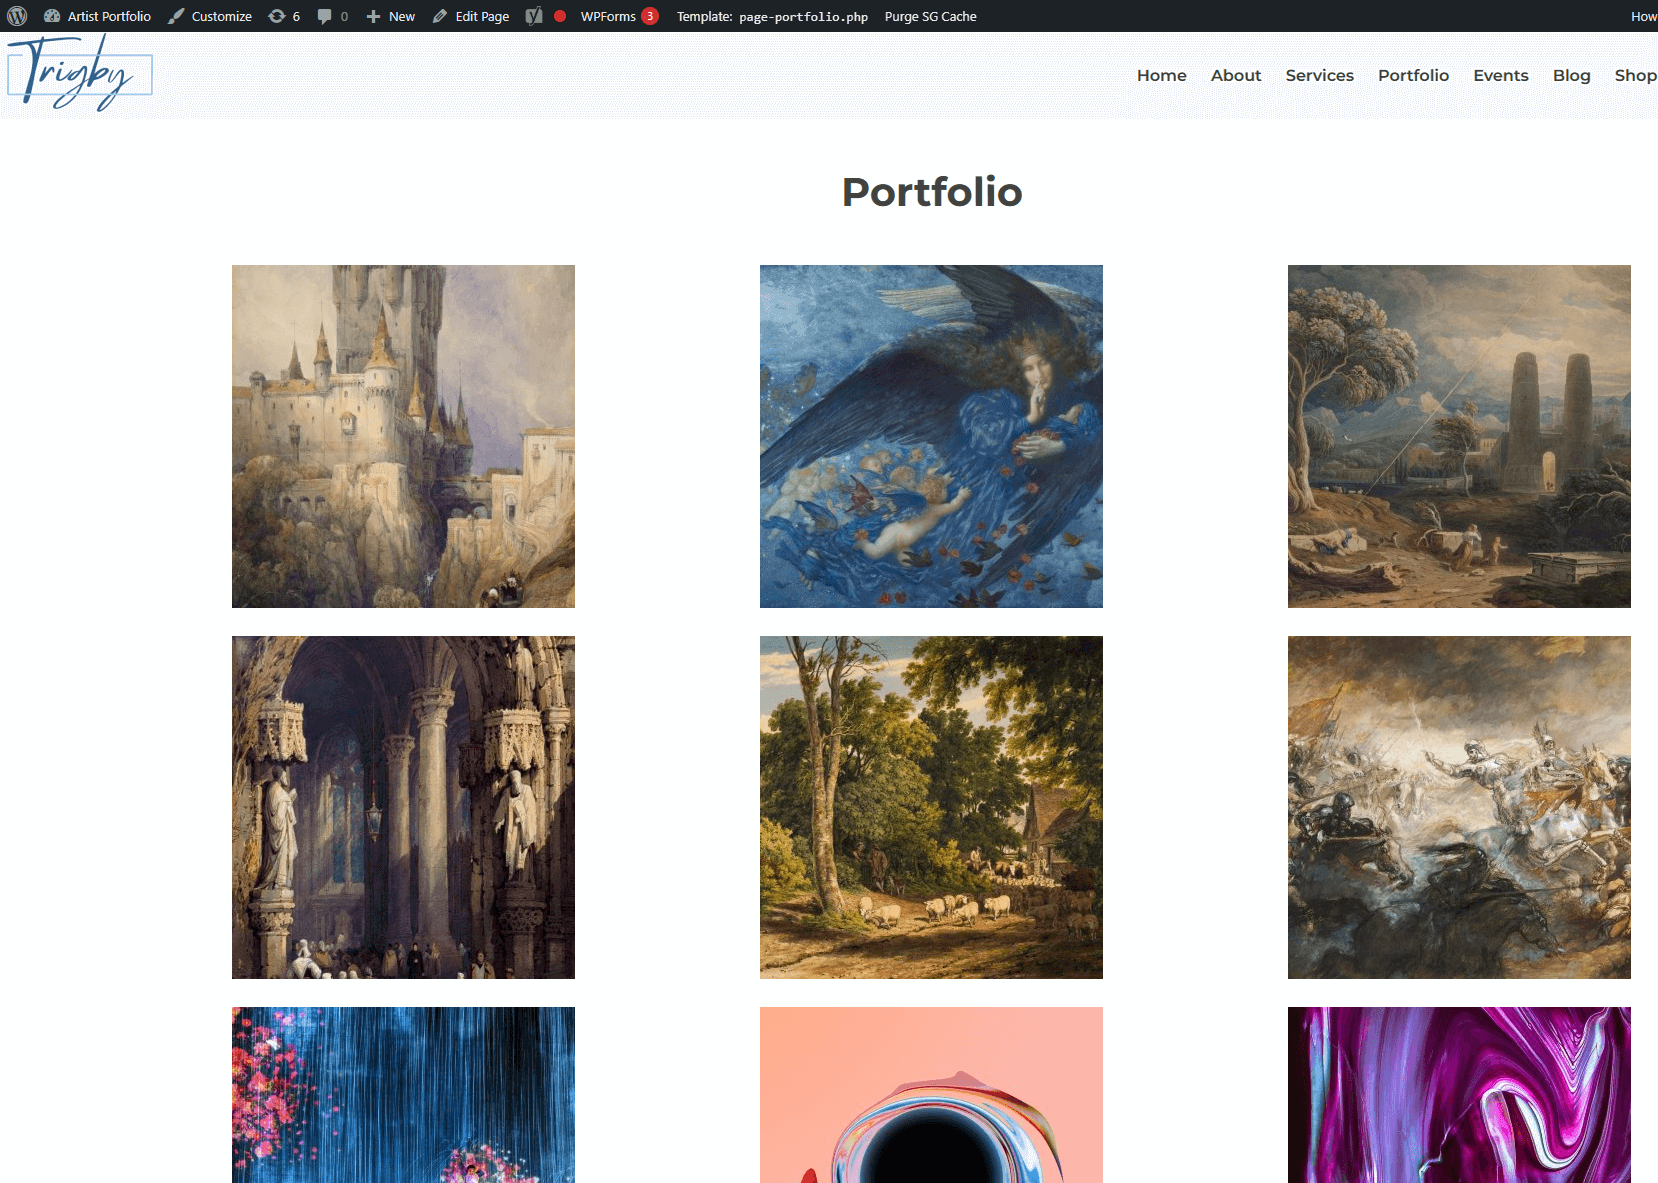 Artist Portfolio Customize 6 0 New Edit Page WPForms 3 Template: page-portfolio.php Purge SG Cache How
Trigby
Home About Services Portfolio Events Blog Shop
Portfolio